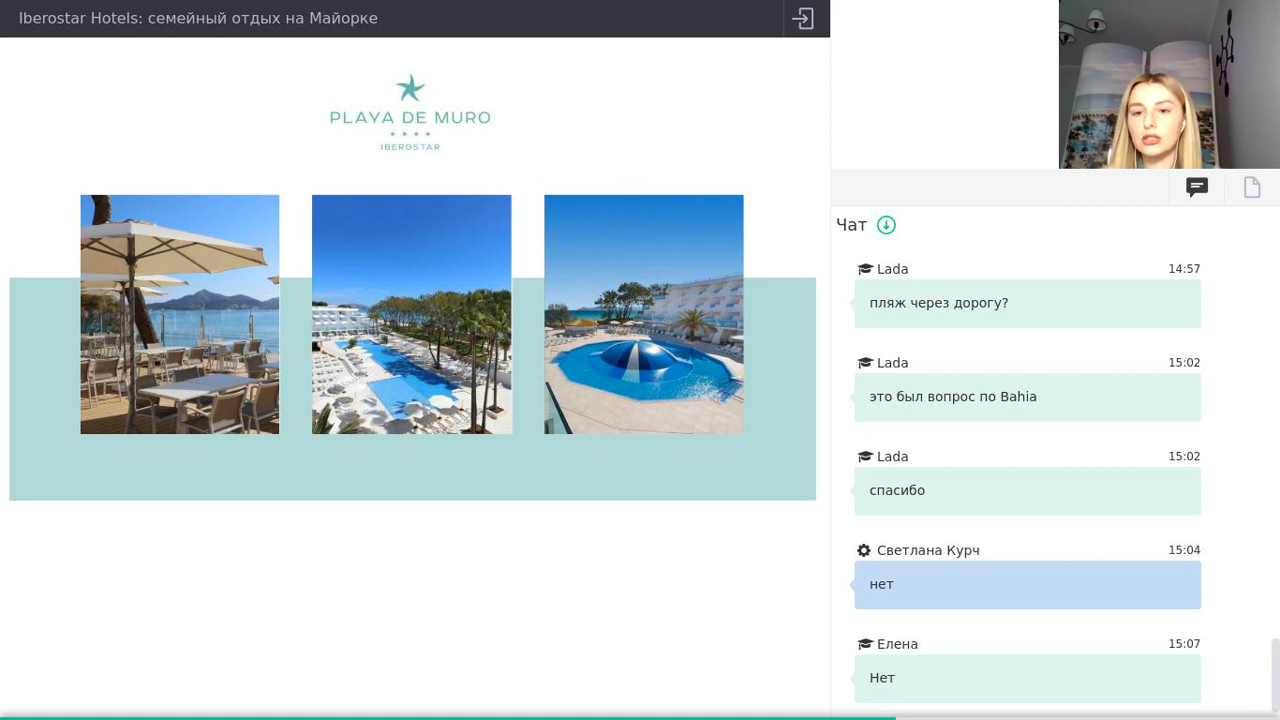 Iberostar Hotels: семейный отдых на Майорке
PLAYA DE MURO
IBEROSTAR
Чат
Lada 14:57
пляж через дорогу?
Lada 15:02
это был вопрос по Bahia
Lada 15:02
спасибо
Светлана Курч 15:04
нет
Елена 15:07
Нет